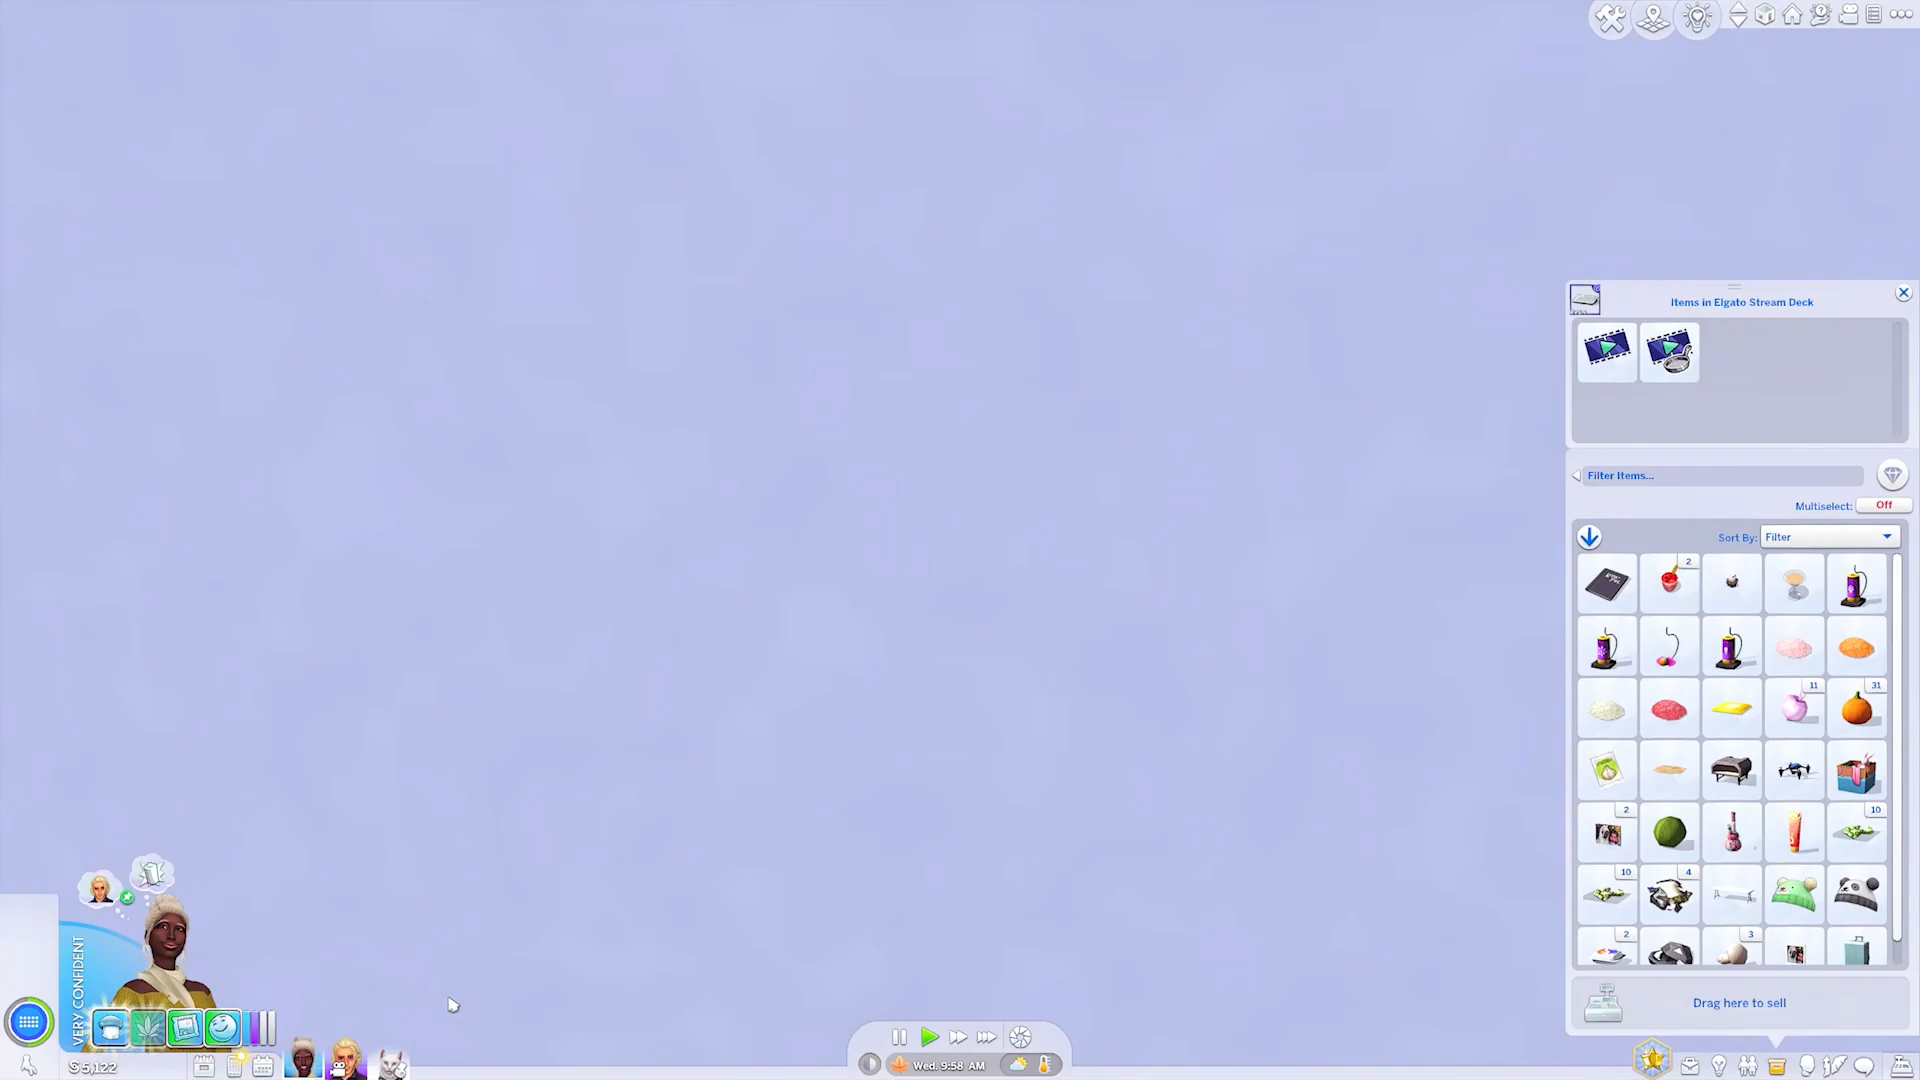 Items in Elgato Stream Deck
Filter Items...
Multiselect: Off
Sort By: Filter
2
11
31
2
10
10
4
2
3
Drag here to sell
VERY CONFIDENT
5,122
Wed. 9:58 AM